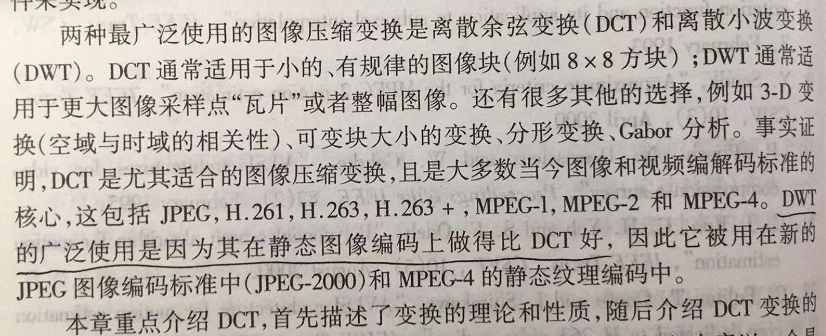 件来实现。
两种最广泛使用的图像压缩变换是离散余弦变换(DCT)和离散小波变换
(DWT)。DCT 通常适用于小的、有规律的图像块(例如 8×8 方块);DWT 通常适
用于更大图像采样点“瓦片”或者整幅图像。还有很多其他的选择,例如 3-D 变
换(空域与时域的相关性)、可变块大小的变换、分形变换、Gabor 分析。事实证
明,DCT 是尤其适合的图像压缩变换,且是大多数当今图像和视频编解码标准的
核心,这包括 JPEG, H.261, H.263, H.263 +, MPEG-1, MPEG-2 和 MPEG-4。DWT
的广泛使用是因为其在静态图像编码上做得比 DCT 好,因此它被用在新的
JPEG 图像编码标准中(JPEG-2000)和 MPEG-4 的静态纹理编码中。
本章重点介绍 DCT,首先描述了变换的理论和性质,随后介绍 DCT 变换的